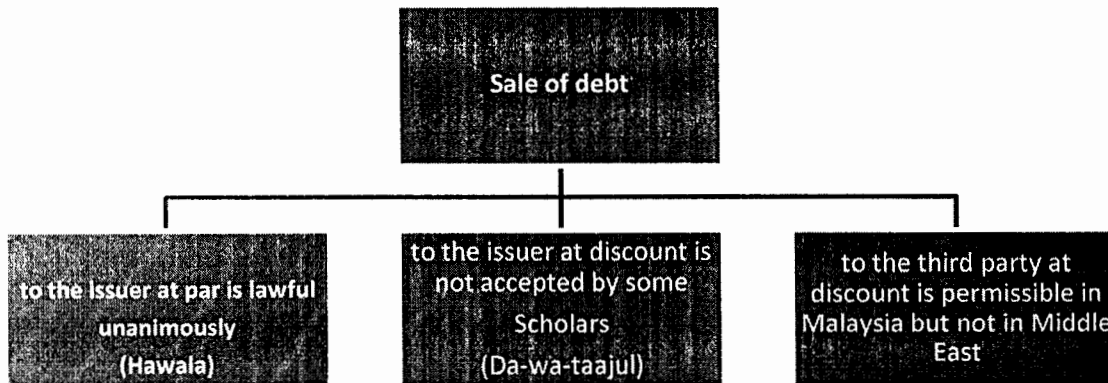 Sale of debt
to the issuer at par is lawful
unanimously
(Hawala)
to the issuer at discount is
not accepted by some
Scholars
(Da-wa-taajul)
to the third party at
discount is permissible in
Malaysia but not in Middle
East